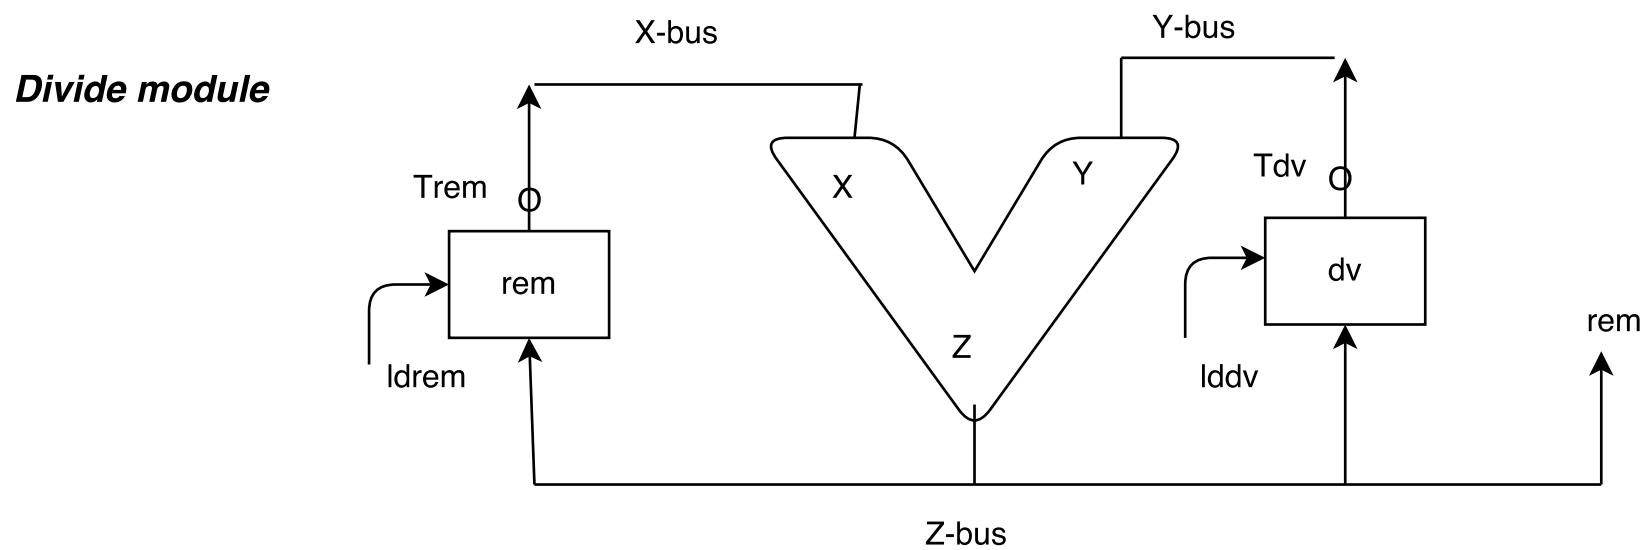 X-bus
Y-bus
Divide module
Trem
O
Tdv
O
X
Y
rem
dv
ldrem
Z
lddv
rem
Z-bus